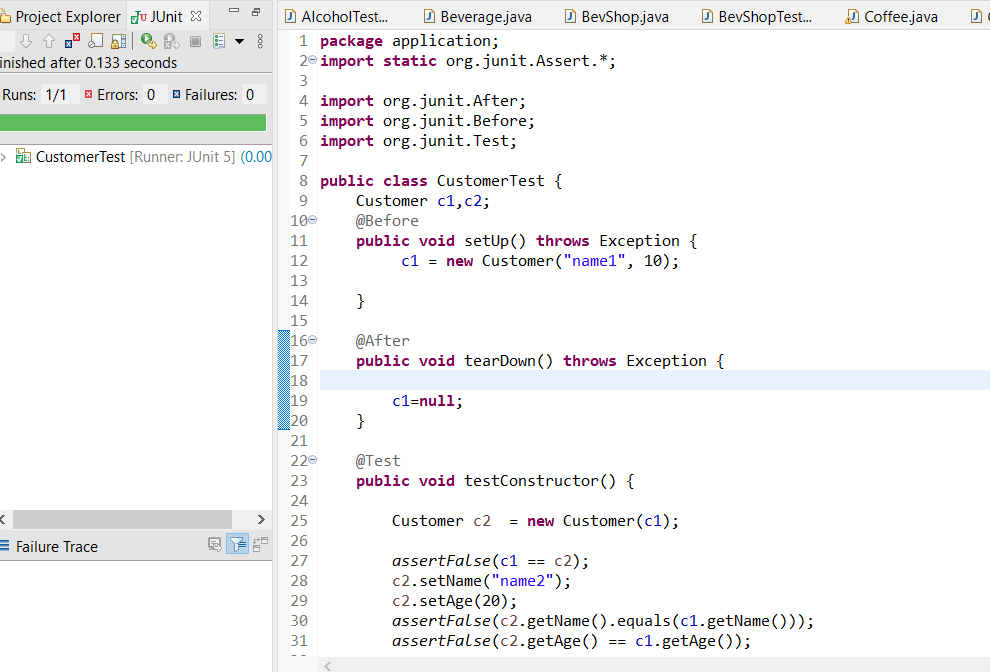 Project Explorer JUnit
AlcoholTest...
Beverage.java
BevShop.java
BevShopTest...
Coffee.java
inished after 0.133 seconds
Runs: 1/1 Errors: 0 Failures: 0
CustomerTest [Runner: JUnit 5] (0.00
Failure Trace
1 package application;
2 import static org.junit.Assert.*;
3
4 import org.junit.After;
5 import org.junit.Before;
6 import org.junit.Test;
7
8 public class CustomerTest {
9 Customer c1,c2;
10 @Before
11 public void setUp() throws Exception {
12 c1 = new Customer("name1", 10);
13
14 }
15
16 @After
17 public void tearDown() throws Exception {
18
19 c1=null;
20 }
21
22 @Test
23 public void testConstructor() {
24
25 Customer c2  = new Customer(c1);
26
27 assertFalse(c1 == c2);
28 c2.setName("name2");
29 c2.setAge(20);
30 assertFalse(c2.getName().equals(c1.getName()));
31 assertFalse(c2.getAge() == c1.getAge());